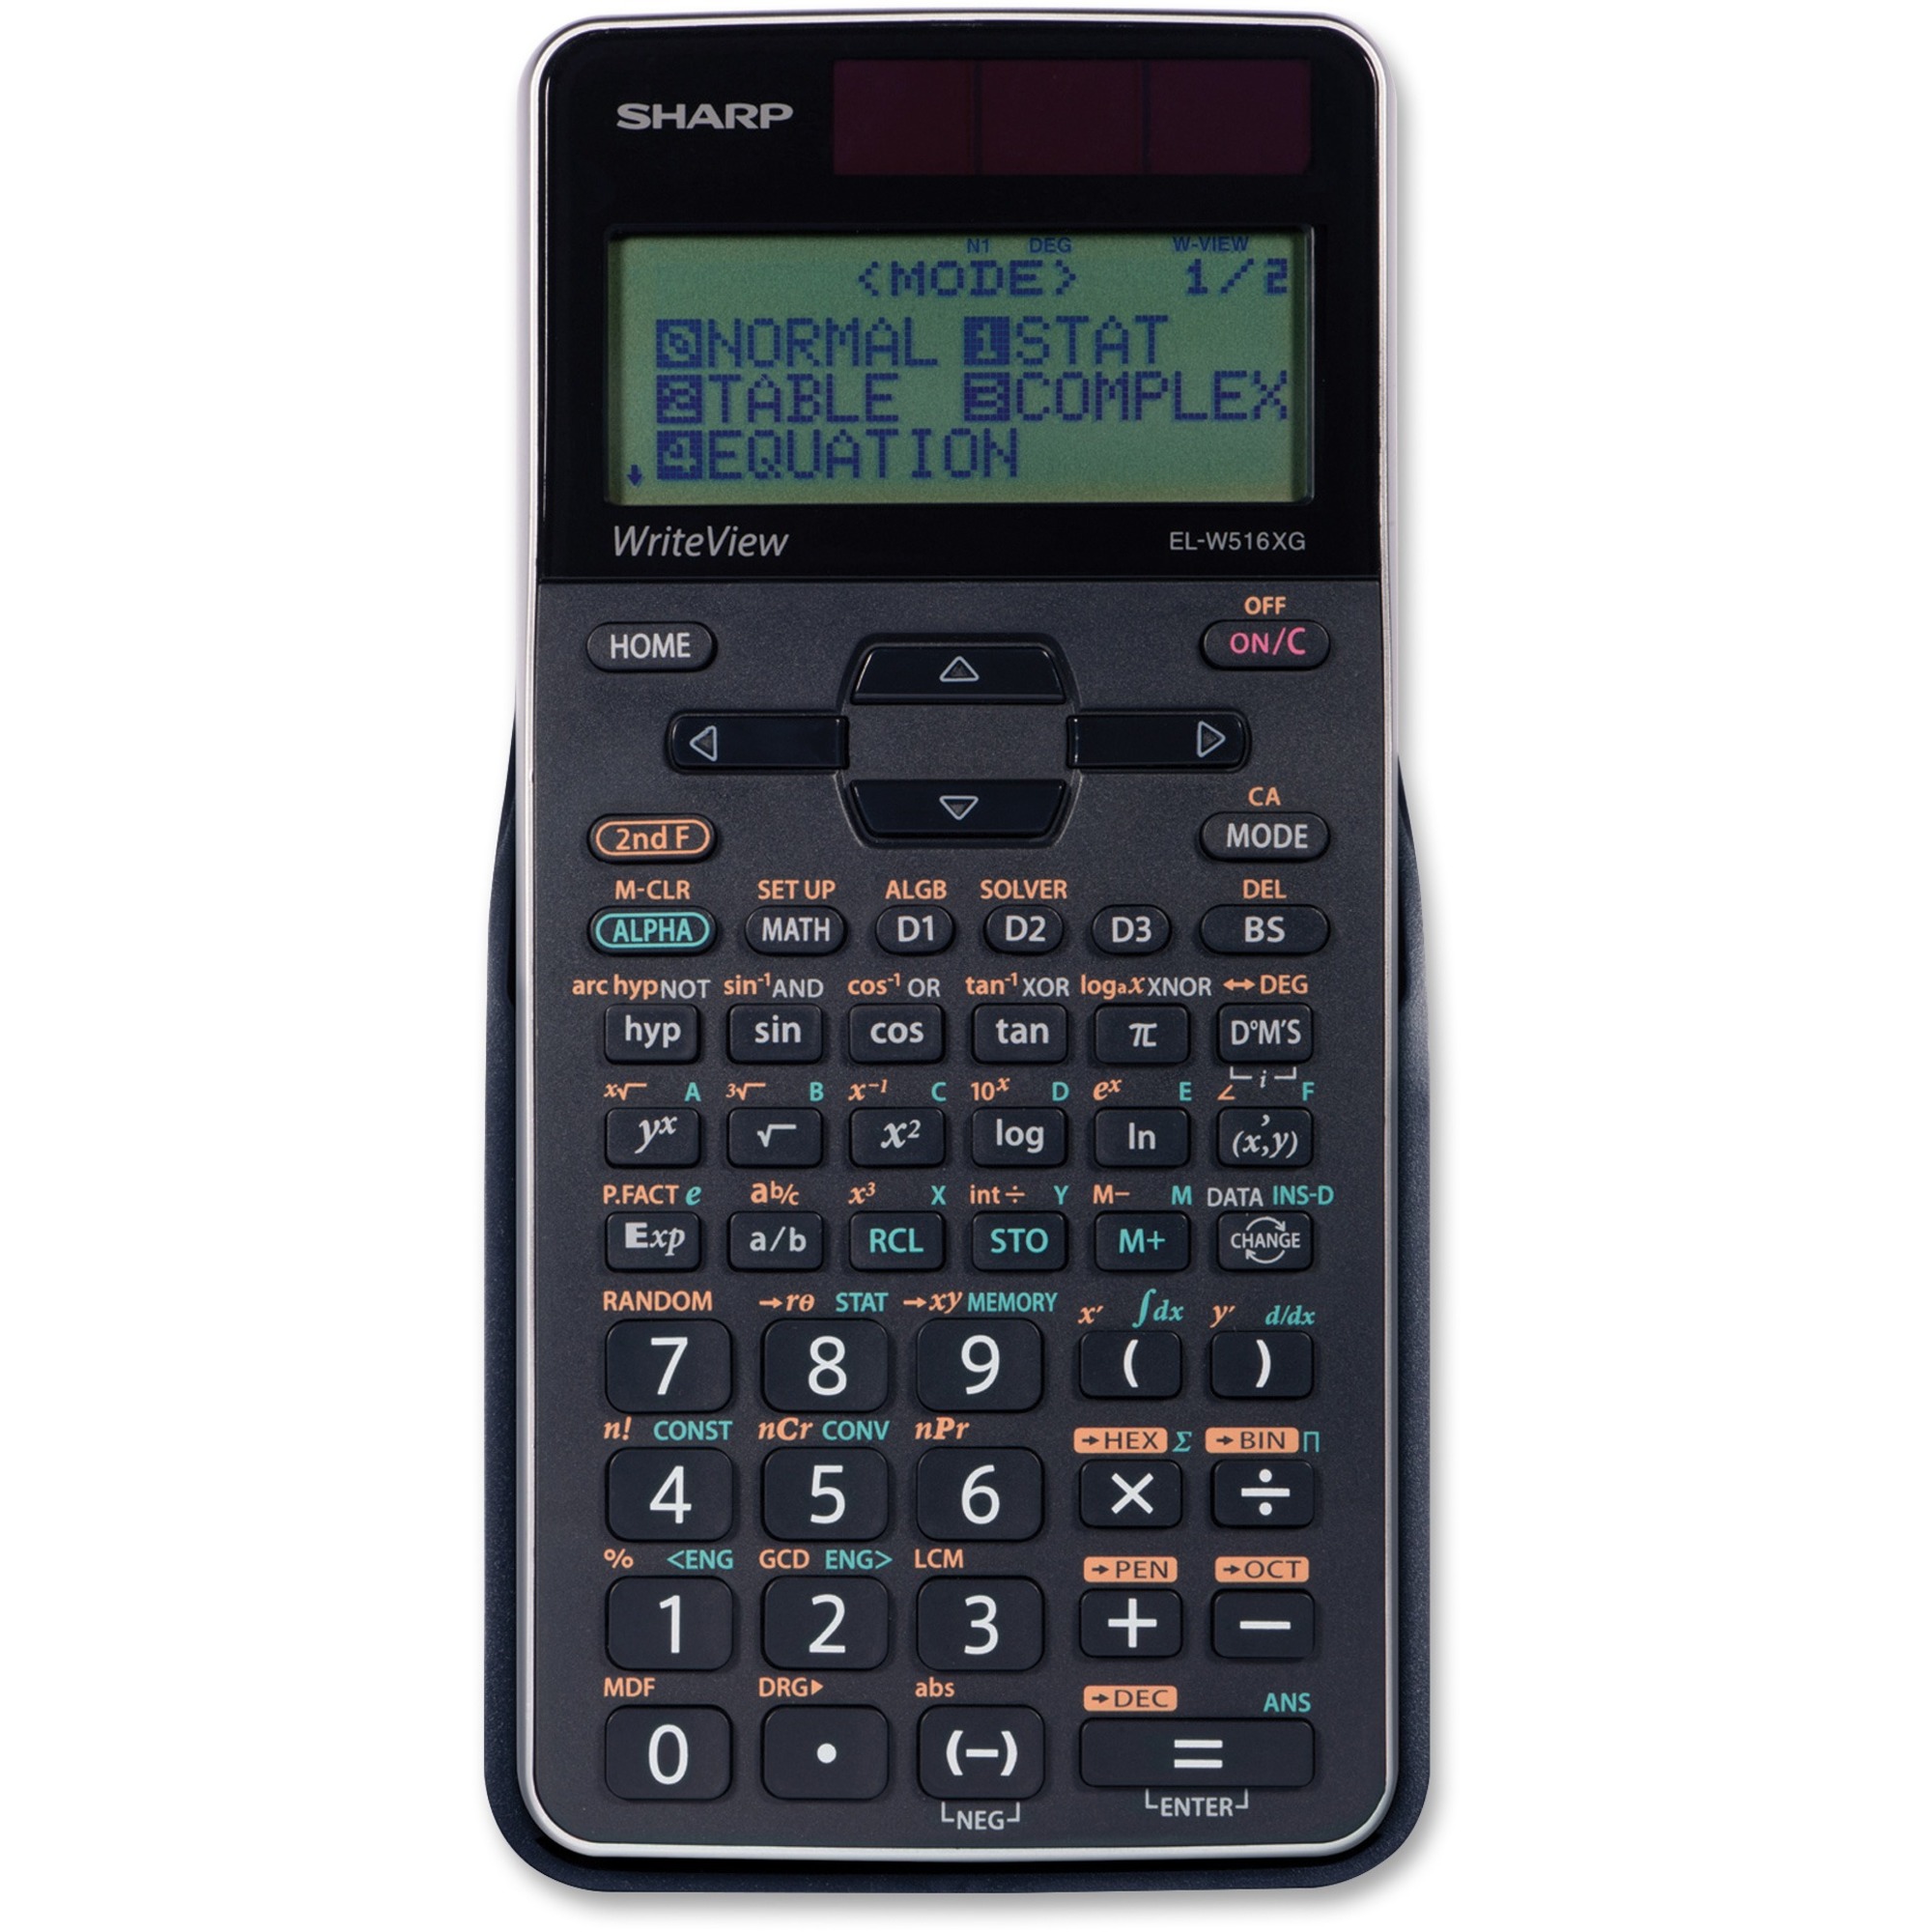 SHARP
N1 DEG W-VIEW
<MODE> 1/2
0NORMAL 1STAT
2TABLE 3COMPLEX
↓4EQUATION
WriteView EL-W516XG
OFF
HOME ON/C
CA
2nd F MODE
M-CLR SET UP ALGB SOLVER DEL
ALPHA MATH D1 D2 D3 BS
arc hyp NOT sin⁻¹ AND cos⁻¹ OR tan⁻¹ XOR logₐx XNOR ↔DEG
hyp sin cos tan π D°M'S
ˣ√ A ³√ B x⁻¹ C 10ˣ D eˣ E ∠ i F
yˣ √ x² log ln , (x,y)
P.FACT e ab/c x³ X int÷ Y M− M DATA INS-D
Exp a/b RCL STO M+ CHANGE
RANDOM →rθ STAT →xy MEMORY x′ ∫dx y′ d/dx
7 8 9 ( )
n! CONST nCr CONV nPr →HEX Σ →BIN Π
4 5 6 × ÷
% <ENG GCD ENG> LCM →PEN →OCT
1 2 3 + −
MDF DRG▶ abs →DEC ANS
0 • (−) =
NEG ENTER